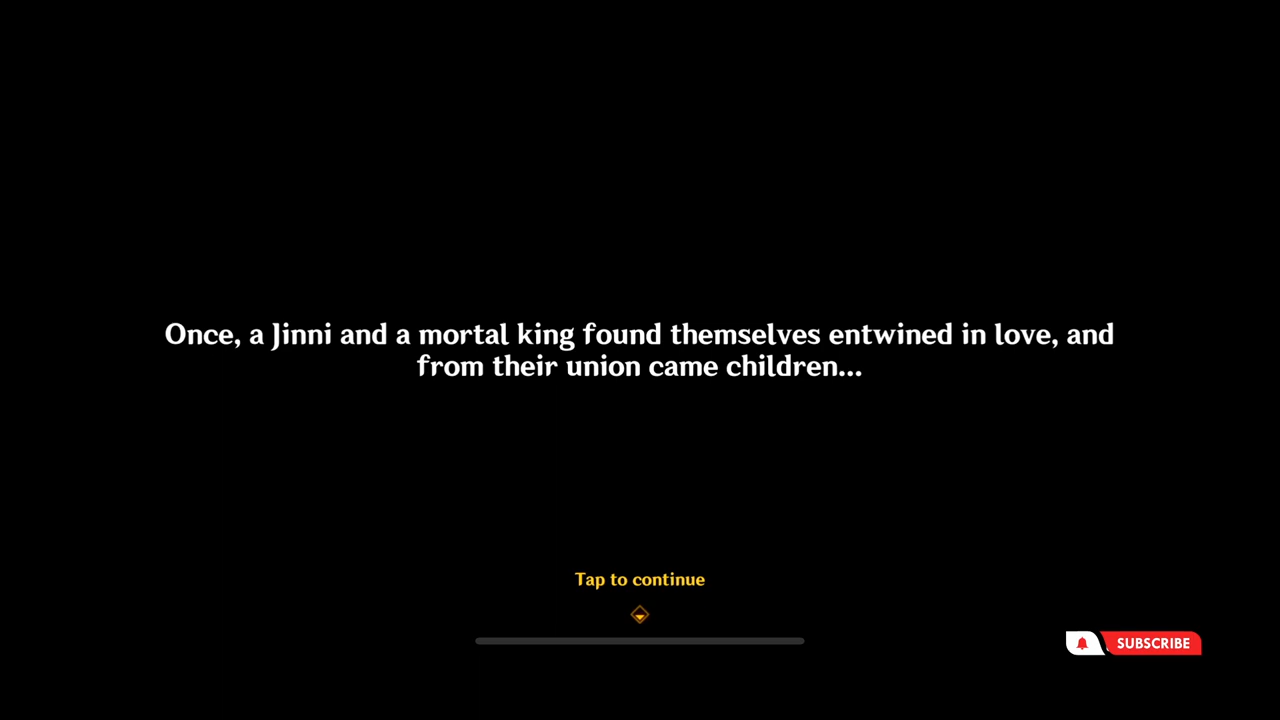 Once, a Jinni and a mortal king found themselves entwined in love, and
from their union came children...
Tap to continue
SUBSCRIBE